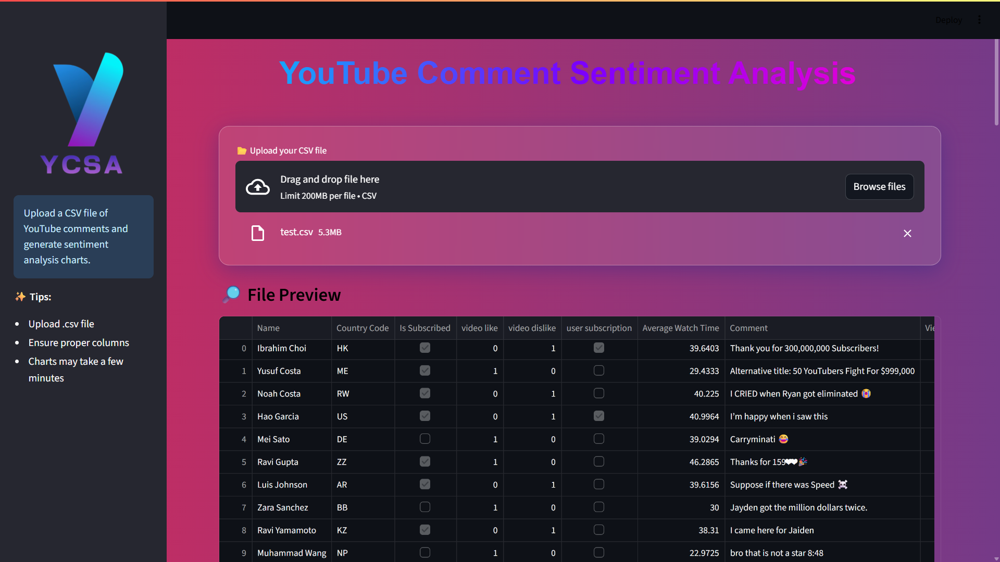 Deploy
YCSA
Upload a CSV file of
YouTube comments and
generate sentiment
analysis charts.
✨ Tips:
• Upload .csv file
• Ensure proper columns
• Charts may take a few
minutes
YouTube Comment Sentiment Analysis
📂 Upload your CSV file
Drag and drop file here
Limit 200MB per file • CSV
Browse files
test.csv 5.3MB
🔎 File Preview
Name Country Code Is Subscribed video like video dislike user subscription Average Watch Time Comment
0 Ibrahim Choi HK 0 1 39.6403 Thank you for 300,000,000 Subscribers!
1 Yusuf Costa ME 1 0 29.4333 Alternative title: 50 YouTubers Fight For $999,000
2 Noah Costa RW 0 1 40.225 I CRIED when Ryan got eliminated 😭
3 Hao Garcia US 0 1 40.9964 I’m happy when i saw this
4 Mei Sato DE 1 0 39.0294 Carryminati 😂
5 Ravi Gupta ZZ 1 0 46.2865 Thanks for 159❤❤🎉
6 Luis Johnson AR 0 1 39.6156 Suppose if there was Speed ☠️
7 Zara Sanchez BB 1 0 30 Jayden got the million dollars twice.
8 Ravi Yamamoto KZ 0 1 38.31 I came here for Jaiden
9 Muhammad Wang NP 1 0 22.9725 bro that is not a star 8:48